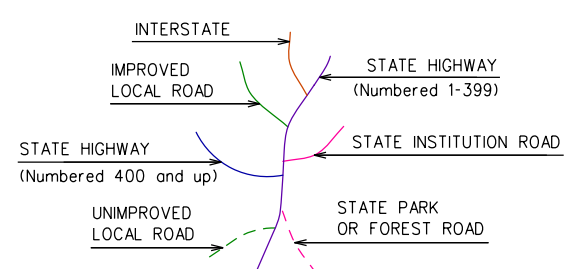 INTERSTATE
STATE HIGHWAY
(Numbered 1-399)
IMPROVED
LOCAL ROAD
STATE INSTITUTION ROAD
STATE HIGHWAY
(Numbered 400 and up)
UNIMPROVED
LOCAL ROAD
STATE PARK
OR FOREST ROAD